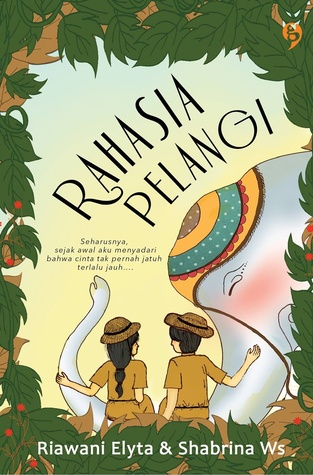 RAHASIA
PELANGI
Seharusnya,
sejak awal aku menyadari
bahwa cinta tak pernah jatuh
terlalu jauh....
Riawani Elyta & Shabrina Ws